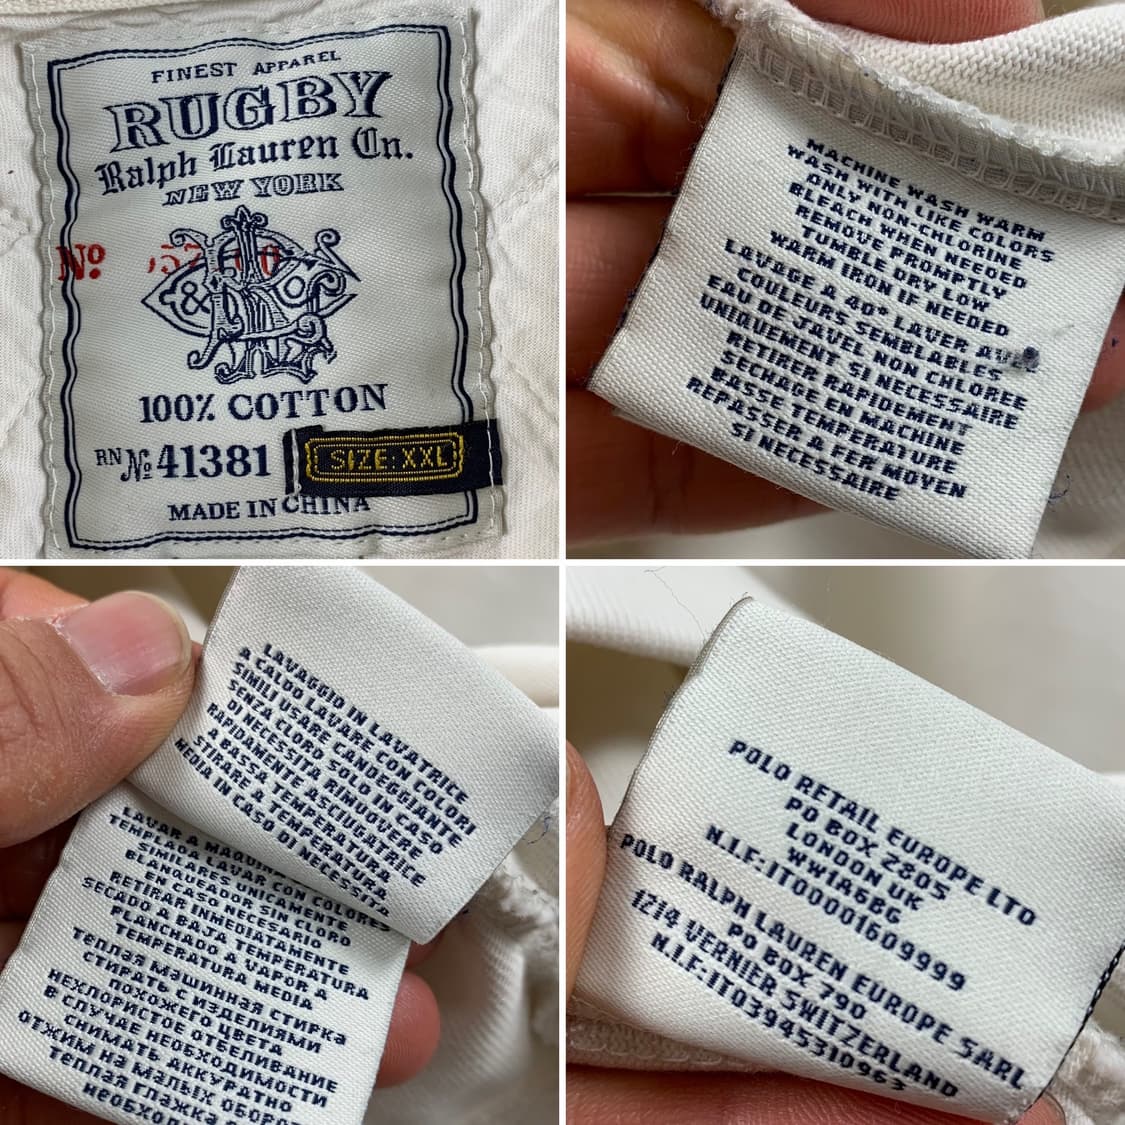 FINEST APPAREL
RUGBY
Ralph Lauren Co.
NEW YORK
No
100% COTTON
RN No 41381
SIZE: XXL
MADE IN CHINA
MACHINE WASH WARM
WASH WITH LIKE COLORS
ONLY NON-CHLORINE
BLEACH WHEN NEEDED
REMOVE PROMPTLY
TUMBLE DRY LOW
WARM IRON IF NEEDED
LAVAGE A 40° LAVER AVEC
COULEURS SEMBLABLES
EAU DE JAVEL NON CHLOREE
UNIQUEMENT SI NECESSAIRE
RETIRER RAPIDEMENT
SECHAGE EN MACHINE
BASSE TEMPERATURE
REPASSER A FER MOYEN
SI NECESSAIRE
LAVAGGIO IN LAVATRICE
A CALDO LAVARE CON COLORI
SIMILI USARE CANDEGGIANTE
SENZA CLORO SOLO IN CASO
DI NECESSITA RIMUOVERE
RAPIDAMENTE ASCIUGATRICE
A BASSA TEMPERATURA
STIRARE A TEMPERATURA
MEDIA IN CASO DI NECESSITA
LAVAR A MAQUINA
TEMPLADA LAVAR CON COLORES
SIMILARES UNICAMENTE
BLANQUEADOR SIN CLORO
EN CASO NECESARIO
RETIRAR INMEDIATAMENTE
SECADO A BAJA TEMPERATURE
PLANCHADO A VAPOR A
TEMPERATURA MEDIA
ТЕПЛАЯ МАШИННАЯ СТИРКА
СТИРАТЬ С ИЗДЕЛИЯМИ
ПОХОЖЕГО ЦВЕТА
НЕХЛОРИСТОЕ ОТБЕЛИВАНИЕ
В СЛУЧАЕ НЕОБХОДИМОСТИ
СНИМАТЬ АККУРАТНО
ОТЖИМ НА МАЛЫХ ОБОРОТ
ТЕПЛАЯ ГЛАЖКА
НЕОБХО
POLO RETAIL EUROPE LTD
PO BOX 2805
LONDON UK
WW1A6BG
N.I.F:IT00001609999
POLO RALPH LAUREN EUROPE SARL
PO BOX 790
1214 VERNIER SWITZERLAND
N.I.F:IT03945310963